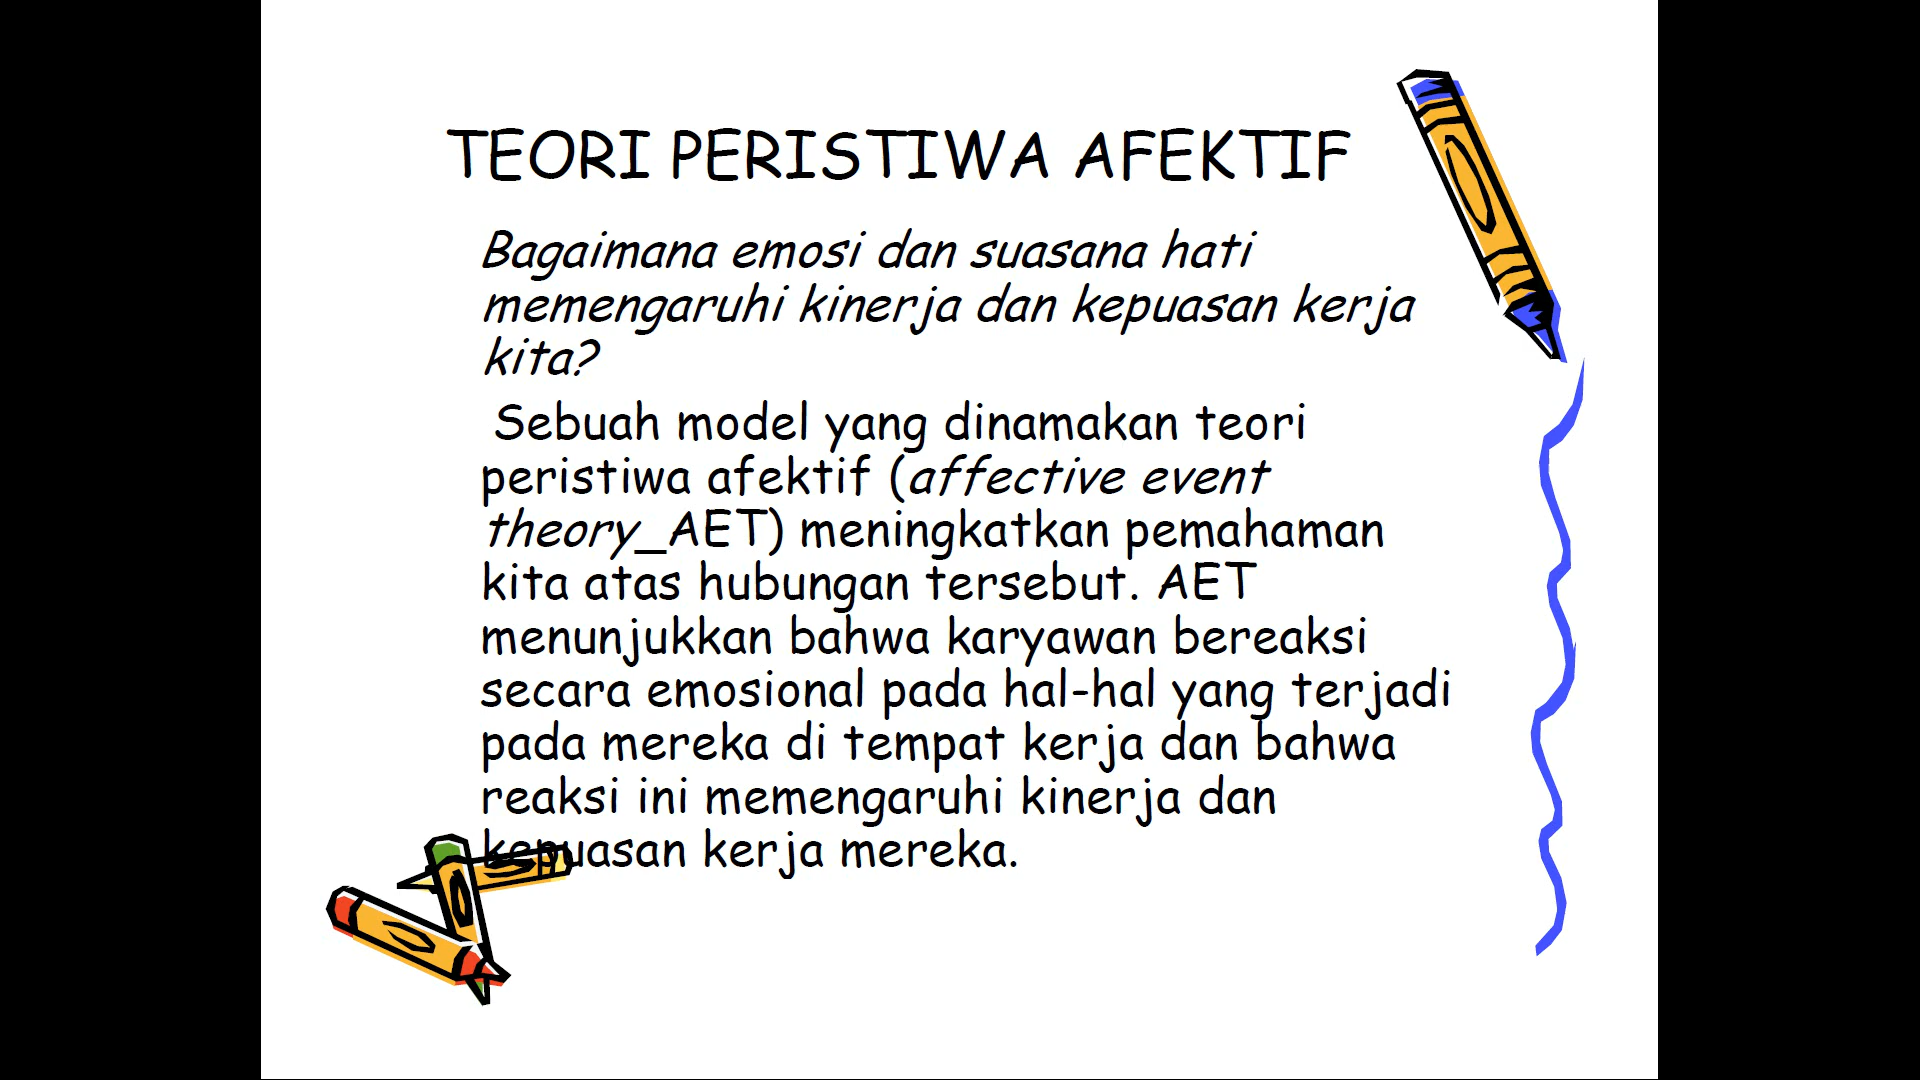 TEORI PERISTIWA AFEKTIF
Bagaimana emosi dan suasana hati
memengaruhi kinerja dan kepuasan kerja
kita?
Sebuah model yang dinamakan teori
peristiwa afektif (affective event
theory_AET) meningkatkan pemahaman
kita atas hubungan tersebut. AET
menunjukkan bahwa karyawan bereaksi
secara emosional pada hal-hal yang terjadi
pada mereka di tempat kerja dan bahwa
reaksi ini memengaruhi kinerja dan
kepuasan kerja mereka.